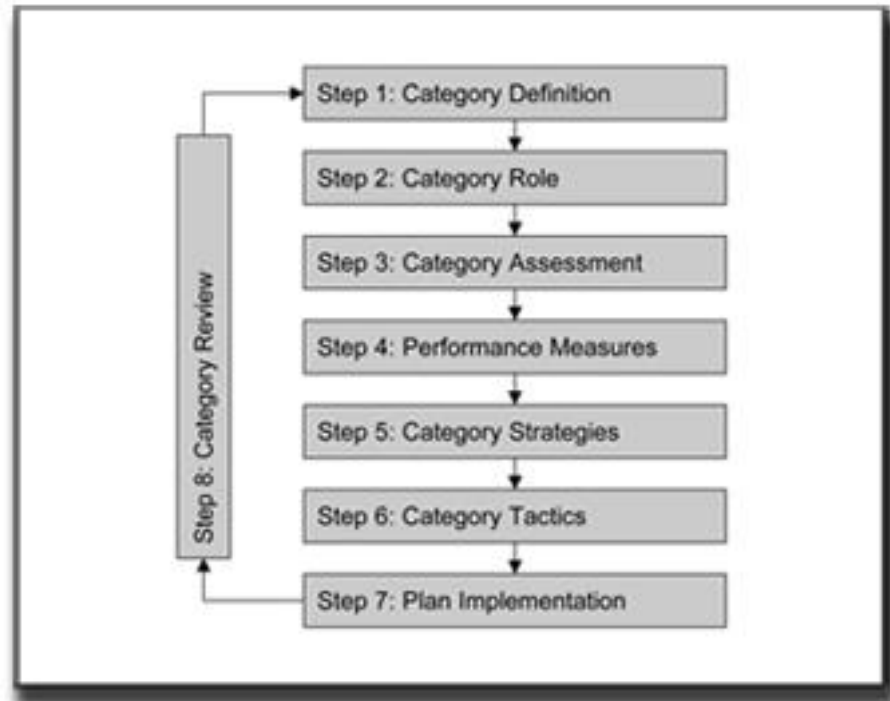 Step 1: Category Definition
Step 2: Category Role
Step 3: Category Assessment
Step 4: Performance Measures
Step 5: Category Strategies
Step 6: Category Tactics
Step 7: Plan Implementation
Step 8: Category Review